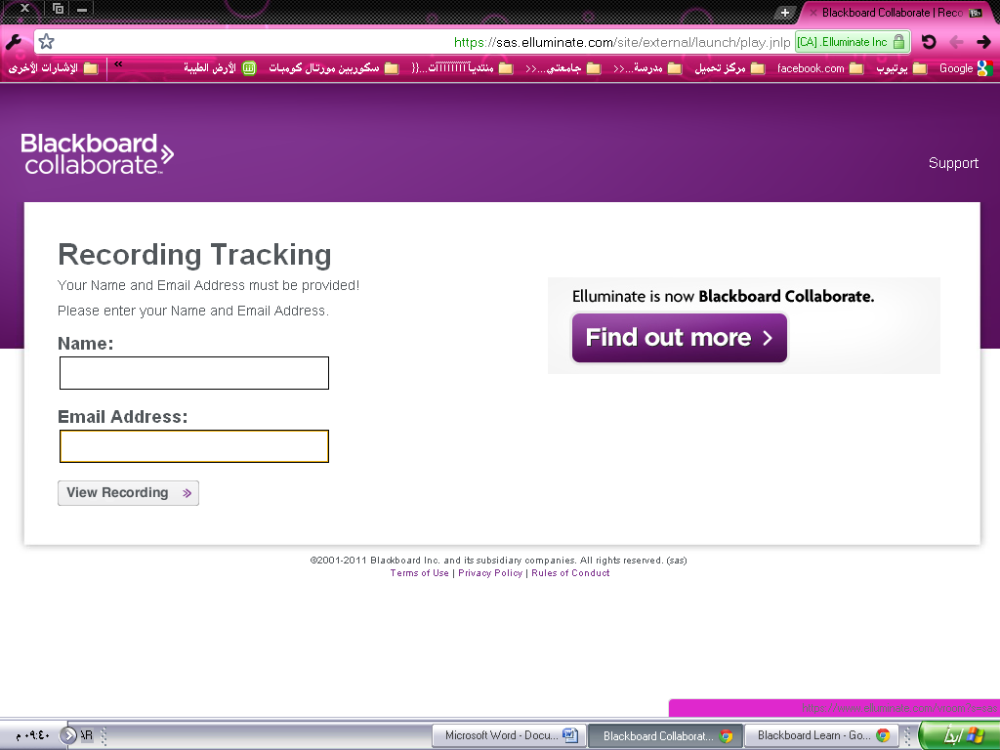 Blackboard Collaborate | Reco
https://sas.elluminate.com/site/external/launch/play.jnlp
[CA] .Elluminate Inc
Google
يوتيوب
facebook.com
مركز تحميل
مدرسة...<<
جامعتي...<<
سكوربين مورتال كومبات
الأرض الطيبة
»
الإشارات الأخرى
Blackboard
collaborate™
Support
Recording Tracking
Your Name and Email Address must be provided!
Please enter your Name and Email Address.
Name:
Email Address:
View Recording
Elluminate is now Blackboard Collaborate.
Find out more
©2001-2011 Blackboard Inc. and its subsidiary companies. All rights reserved. (sas)
Terms of Use | Privacy Policy | Rules of Conduct
ابدأ
Blackboard Learn - Go...
Blackboard Collaborat...
Microsoft Word - Docu...
AR
٠٩:٤٠ م